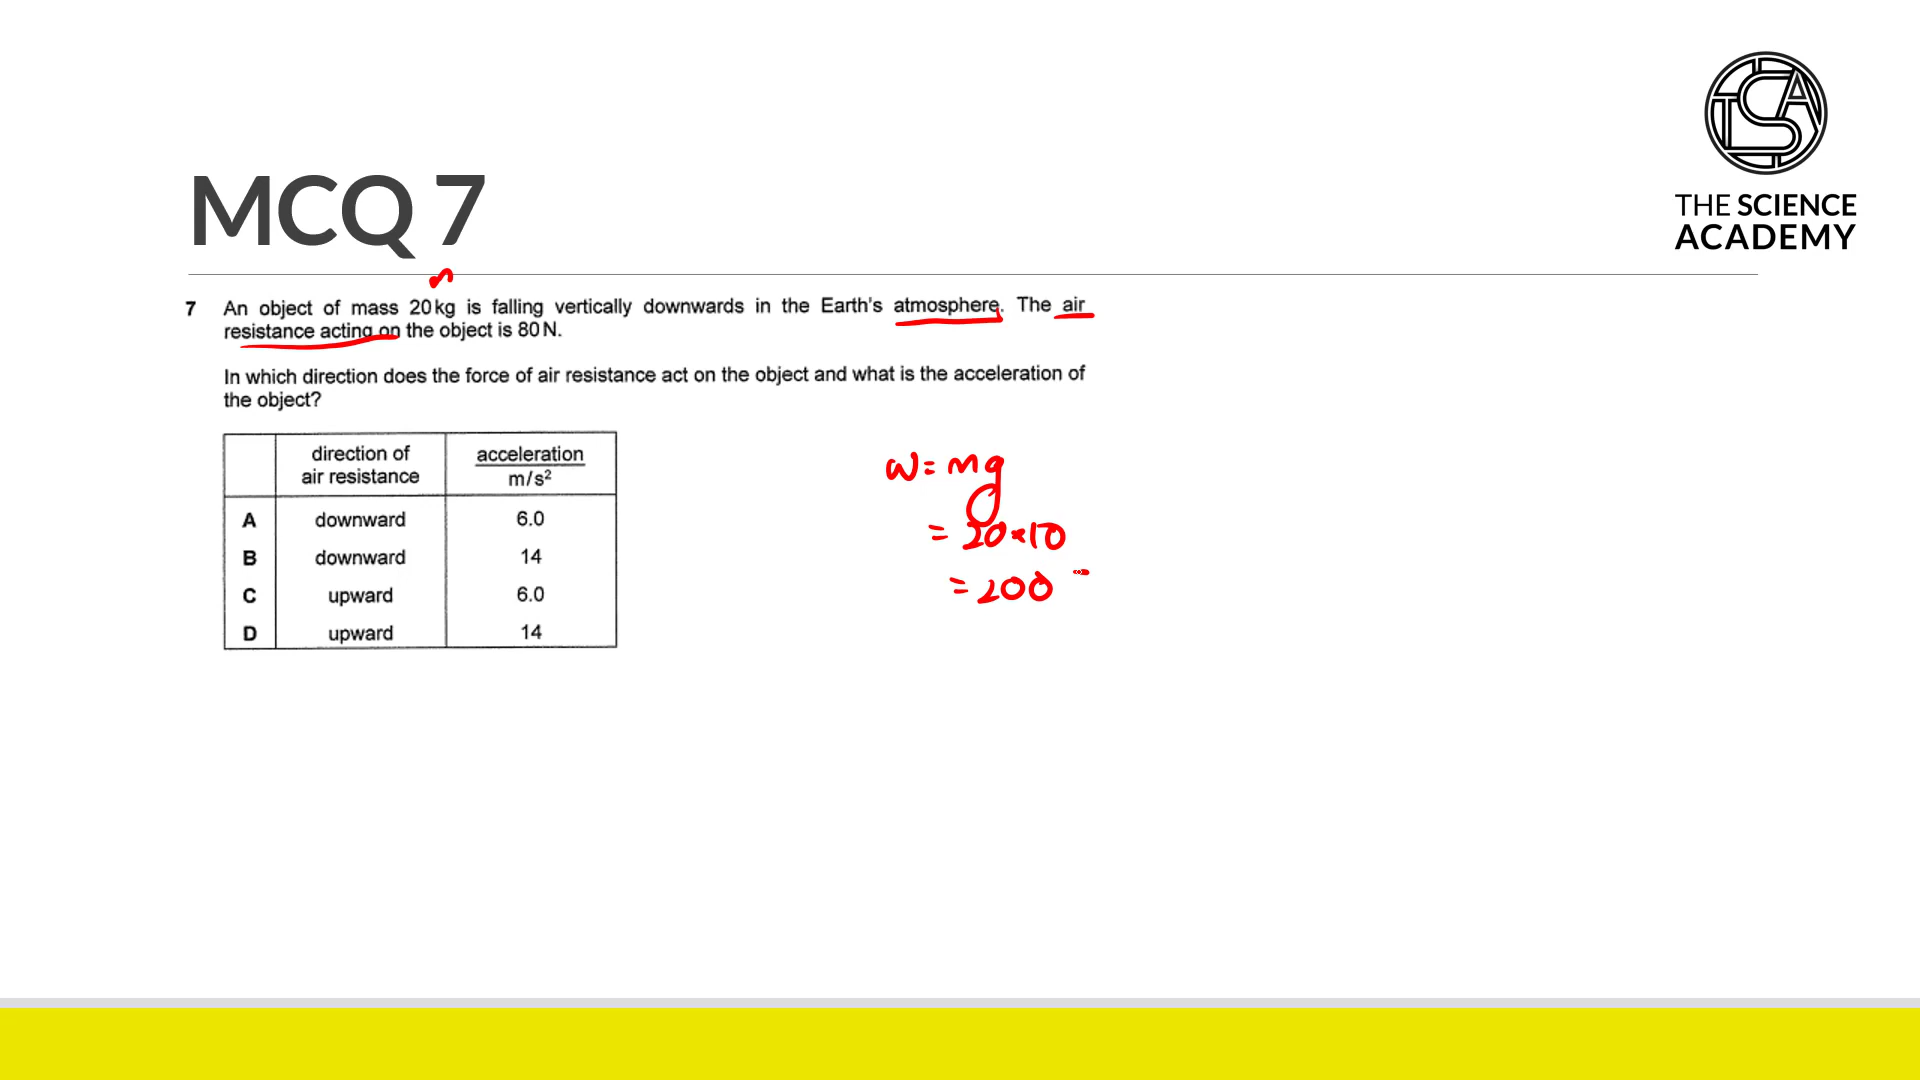 THE SCIENCE
ACADEMY
MCQ 7
m
7 An object of mass 20 kg is falling vertically downwards in the Earth's atmosphere. The air
resistance acting on the object is 80 N.
In which direction does the force of air resistance act on the object and what is the acceleration of
the object?
direction of air resistance acceleration m/s²
A downward 6.0
B downward 14
C upward 6.0
D upward 14
W = mg
= 20 × 10
= 200